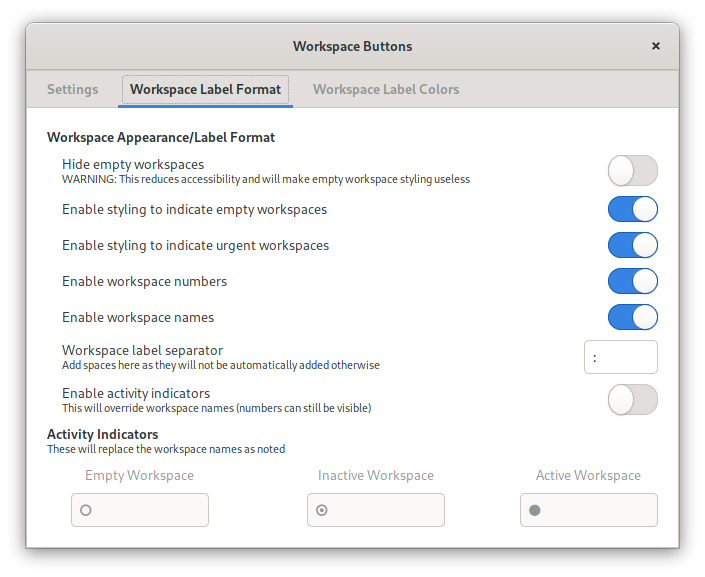 Workspace Buttons
Settings
Workspace Label Format
Workspace Label Colors
Workspace Appearance/Label Format
Hide empty workspaces
WARNING: This reduces accessibility and will make empty workspace styling useless
Enable styling to indicate empty workspaces
Enable styling to indicate urgent workspaces
Enable workspace numbers
Enable workspace names
Workspace label separator
:
Add spaces here as they will not be automatically added otherwise
Enable activity indicators
This will override workspace names (numbers can still be visible)
Activity Indicators
These will replace the workspace names as noted
Empty Workspace
Inactive Workspace
Active Workspace
○
◉
●